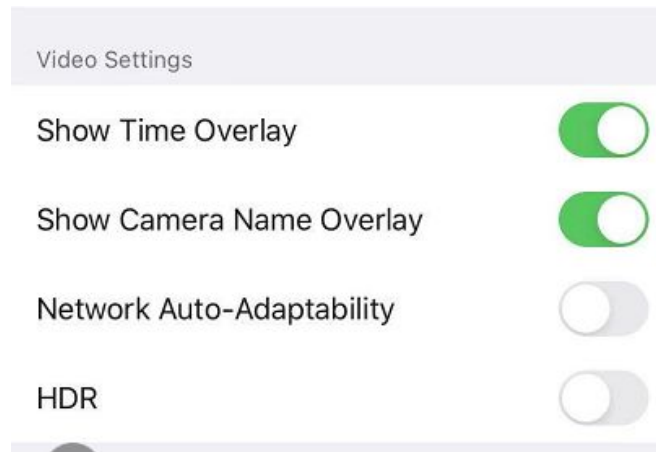 Video Settings
Show Time Overlay
Show Camera Name Overlay
Network Auto-Adaptability
HDR